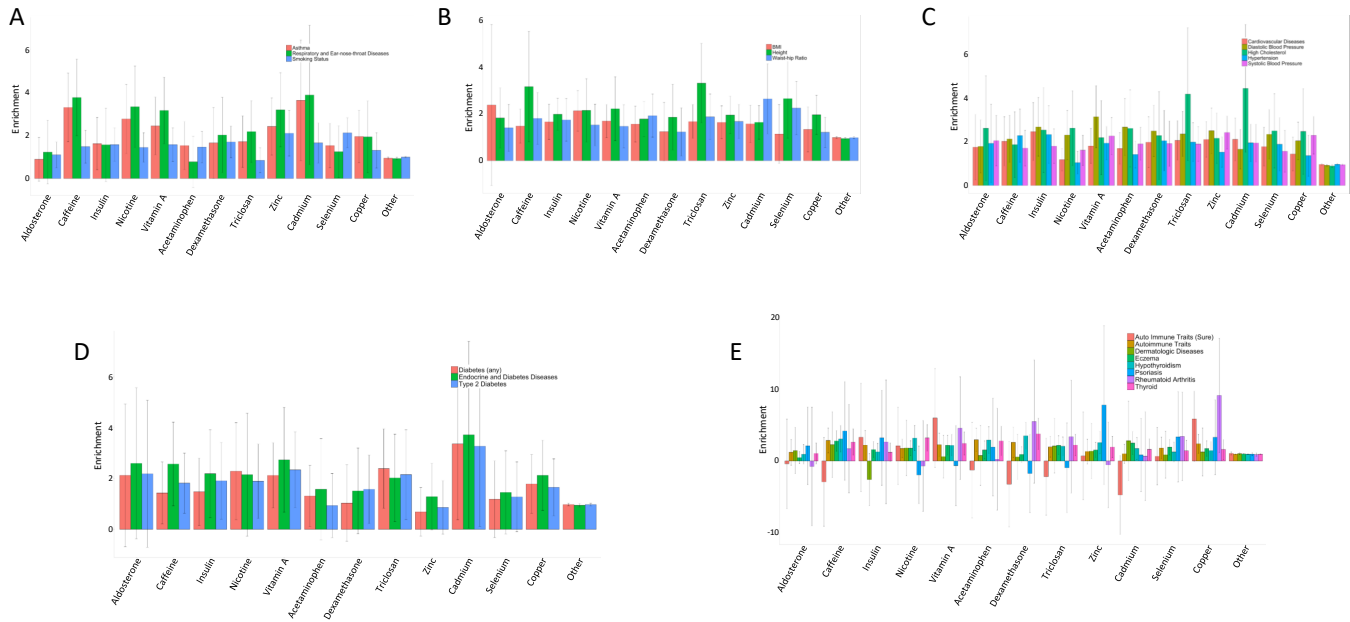 A
Enrichment
6
4
2
0
Asthma
Respiratory and Ear-nose-throat Diseases
Smoking Status
Aldosterone
Caffeine
Insulin
Nicotine
Vitamin A
Acetaminophen
Dexamethasone
Triclosan
Zinc
Cadmium
Selenium
Copper
Other
B
Enrichment
6
4
2
0
BMI
Height
Waist-hip Ratio
Aldosterone
Caffeine
Insulin
Nicotine
Vitamin A
Acetaminophen
Dexamethasone
Triclosan
Zinc
Cadmium
Selenium
Copper
Other
C
Enrichment
6
4
2
0
Cardiovascular Diseases
Diastolic Blood Pressure
High Cholesterol
Hypertension
Systolic Blood Pressure
Aldosterone
Caffeine
Insulin
Nicotine
Vitamin A
Acetaminophen
Dexamethasone
Triclosan
Zinc
Cadmium
Selenium
Copper
Other
D
Enrichment
6
4
2
0
Diabetes (any)
Endocrine and Diabetes Diseases
Type 2 Diabetes
Aldosterone
Caffeine
Insulin
Nicotine
Vitamin A
Acetaminophen
Dexamethasone
Triclosan
Zinc
Cadmium
Selenium
Copper
Other
E
Enrichment
20
10
0
-10
Auto Immune Traits (Sure)
Autoimmune Traits
Dermatologic Diseases
Eczema
Hypothyroidism
Psoriasis
Rheumatoid Arthritis
Thyroid
Aldosterone
Caffeine
Insulin
Nicotine
Vitamin A
Acetaminophen
Dexamethasone
Triclosan
Zinc
Cadmium
Selenium
Copper
Other